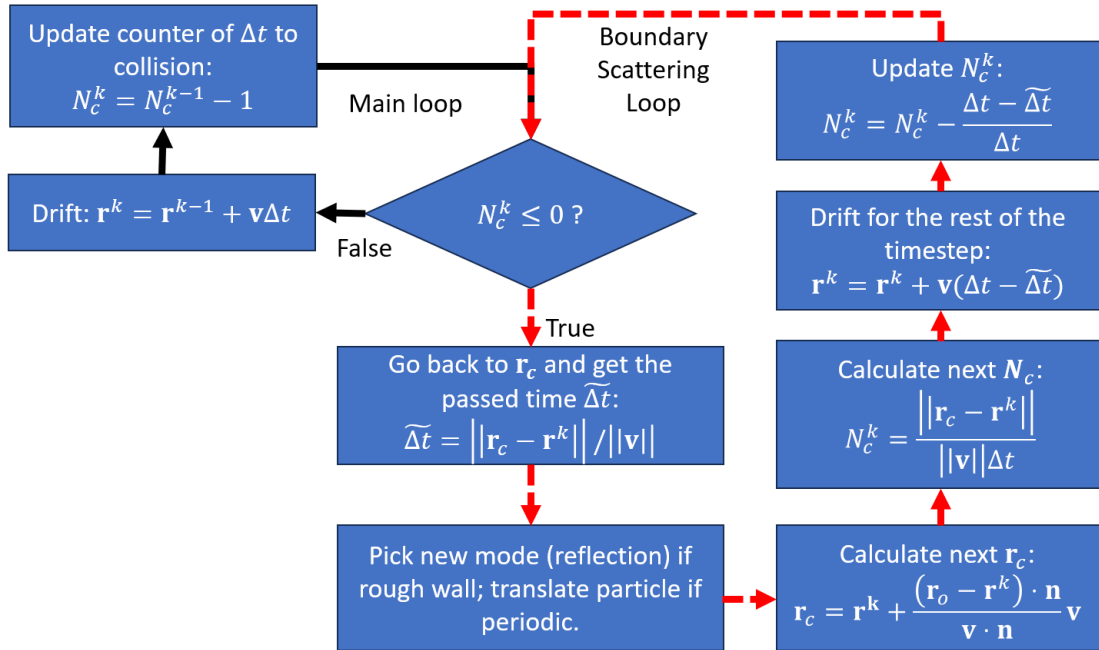 Update counter of Δt to
collision:
N_c^k = N_c^{k-1} − 1
Main loop
Boundary
Scattering
Loop
Drift: 𝐫^k = 𝐫^{k-1} + 𝐯Δt
False
N_c^k ≤ 0 ?
True
Go back to 𝐫_c and get the
passed time \widetilde{Δt}:
\widetilde{Δt} = ||𝐫_c − 𝐫^k|| / ||𝐯||
Pick new mode (reflection) if
rough wall; translate particle if
periodic.
Calculate next 𝐫_c:
𝐫_c = 𝐫^𝐤 + \frac{(𝐫_o − 𝐫^k) · 𝐧}{𝐯 · 𝐧} 𝐯
Calculate next 𝑵_c:
N_c^k = \frac{||𝐫_c − 𝐫^k||}{||𝐯||Δt}
Drift for the rest of the
timestep:
𝐫^k = 𝐫^k + 𝐯(Δt − \widetilde{Δt})
Update N_c^k:
N_c^k = N_c^k − \frac{Δt − \widetilde{Δt}}{Δt}